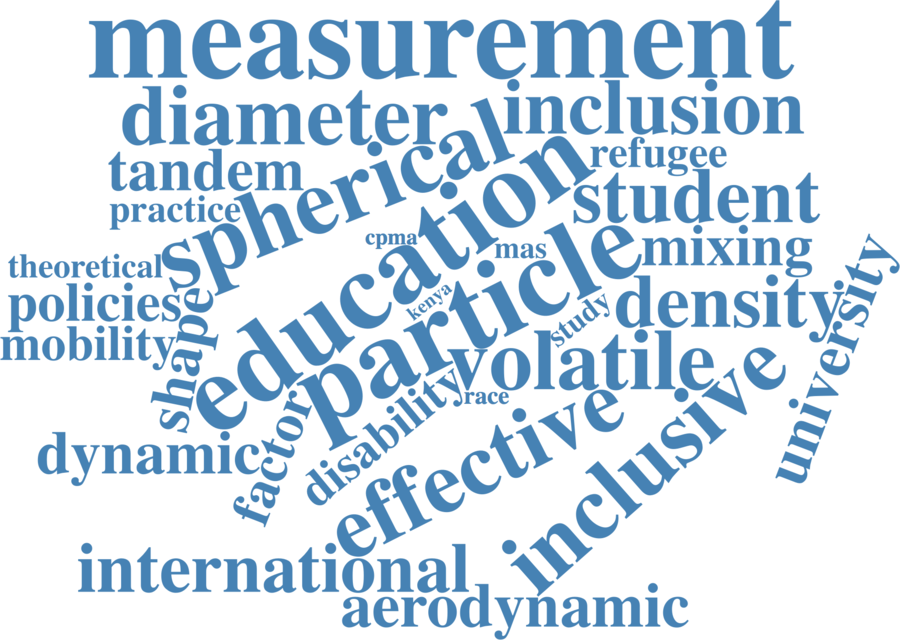 measurement
diameter
inclusion
spherical
tandem
refugee
education
student
practice
cpma
mas
mixing
particle
theoretical
policies
kenya
density
study
mobility
shape
volatile
university
disability
race
factor
effective
inclusive
dynamic
international
aerodynamic